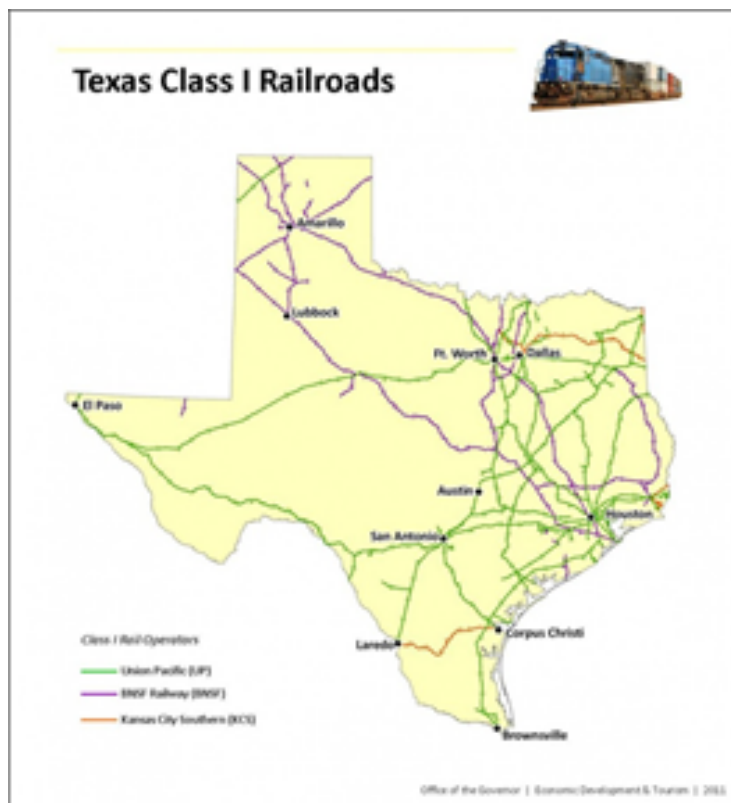 Texas Class I Railroads
Amarillo
Lubbock
Ft. Worth
Dallas
El Paso
Austin
Houston
San Antonio
Class I Rail Operators
Corpus Christi
Laredo
Union Pacific (UP)
BNSF Railway (BNSF)
Kansas City Southern (KCS)
Brownsville
Office of the Governor | Economic Development & Tourism | 2011